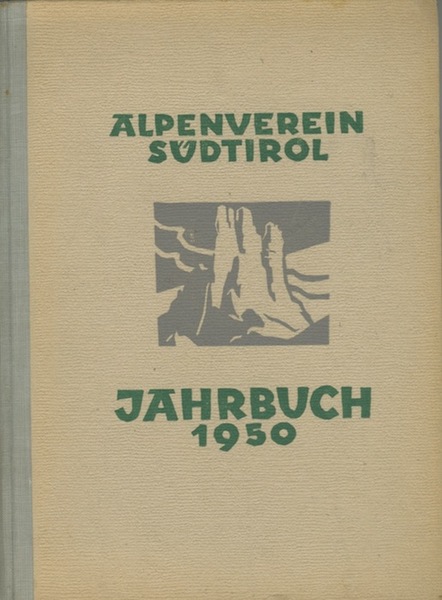 ALPENVEREIN
SÜDTIROL
JAHRBUCH
1950